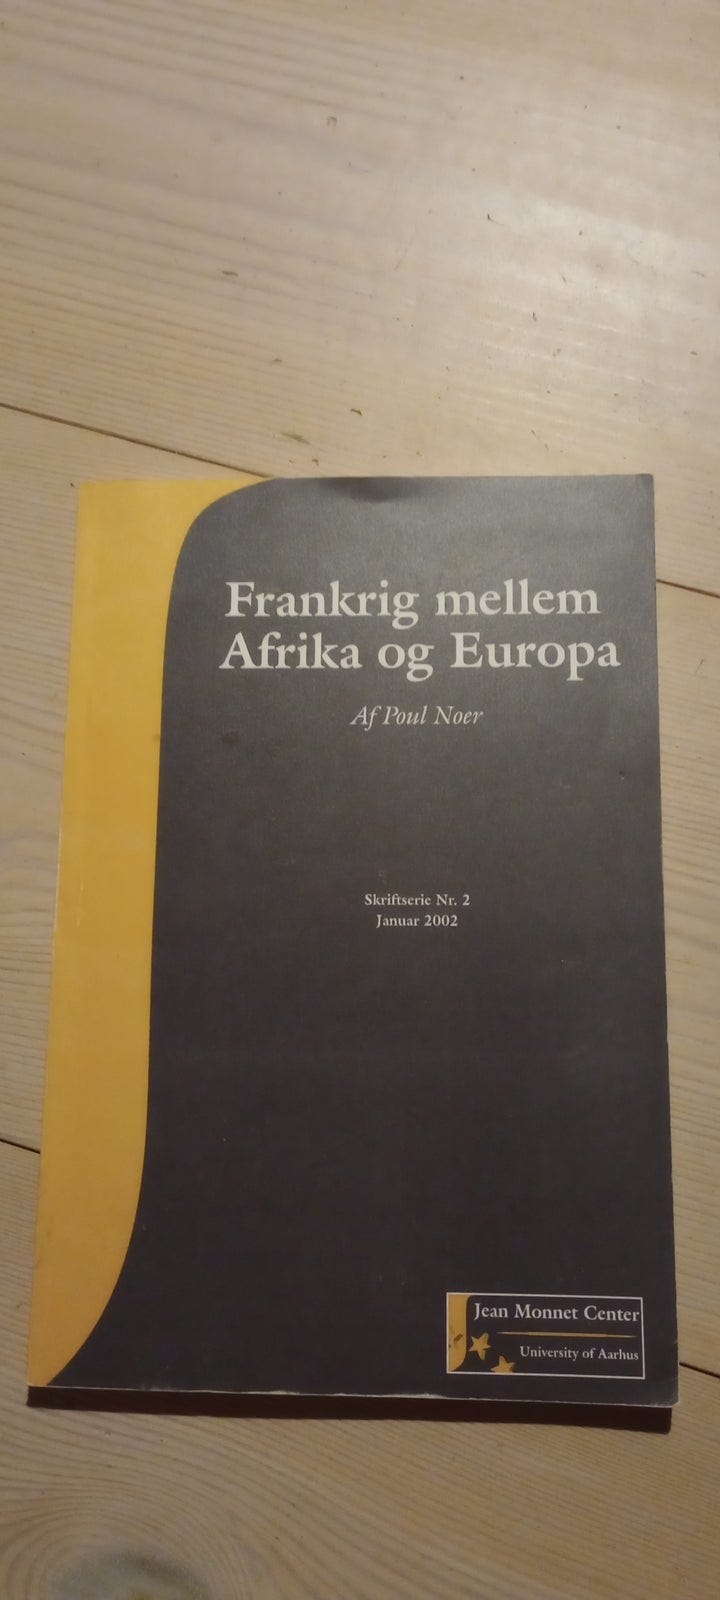 Frankrig mellem
Afrika og Europa
Af Poul Noer
Skriftserie Nr. 2
Januar 2002
Jean Monnet Center
University of Aarhus